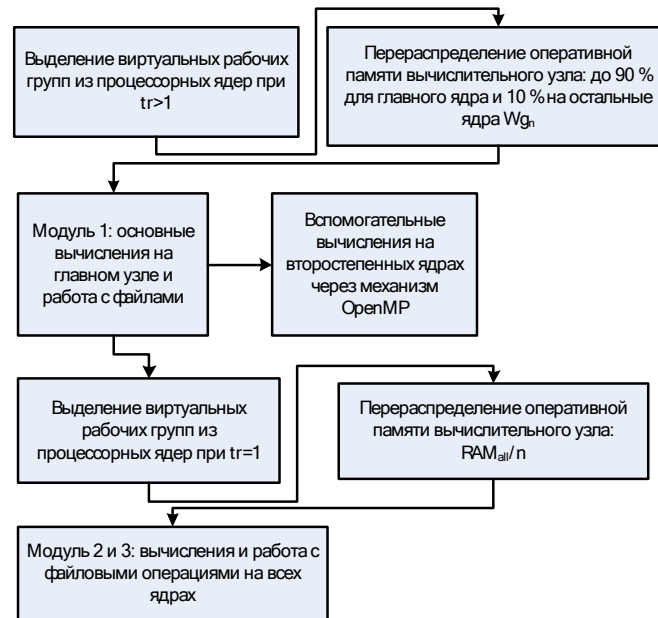 Выделение виртуальных рабочих
групп из процессорных ядер при
tr>1
Перераспределение оперативной
памяти вычислительного узла: до 90 %
для главного ядра и 10 % на остальные
ядра Wgn
Модуль 1: основные
вычисления на
главном узле и
работа с файлами
Вспомогательные
вычисления на
второстепенных ядрах
через механизм
OpenMP
Выделение виртуальных
рабочих групп из
процессорных ядер при tr=1
Перераспределение оперативной
памяти вычислительного узла:
RAMall/n
Модуль 2 и 3: вычисления и работа с
файловыми операциями на всех
ядрах